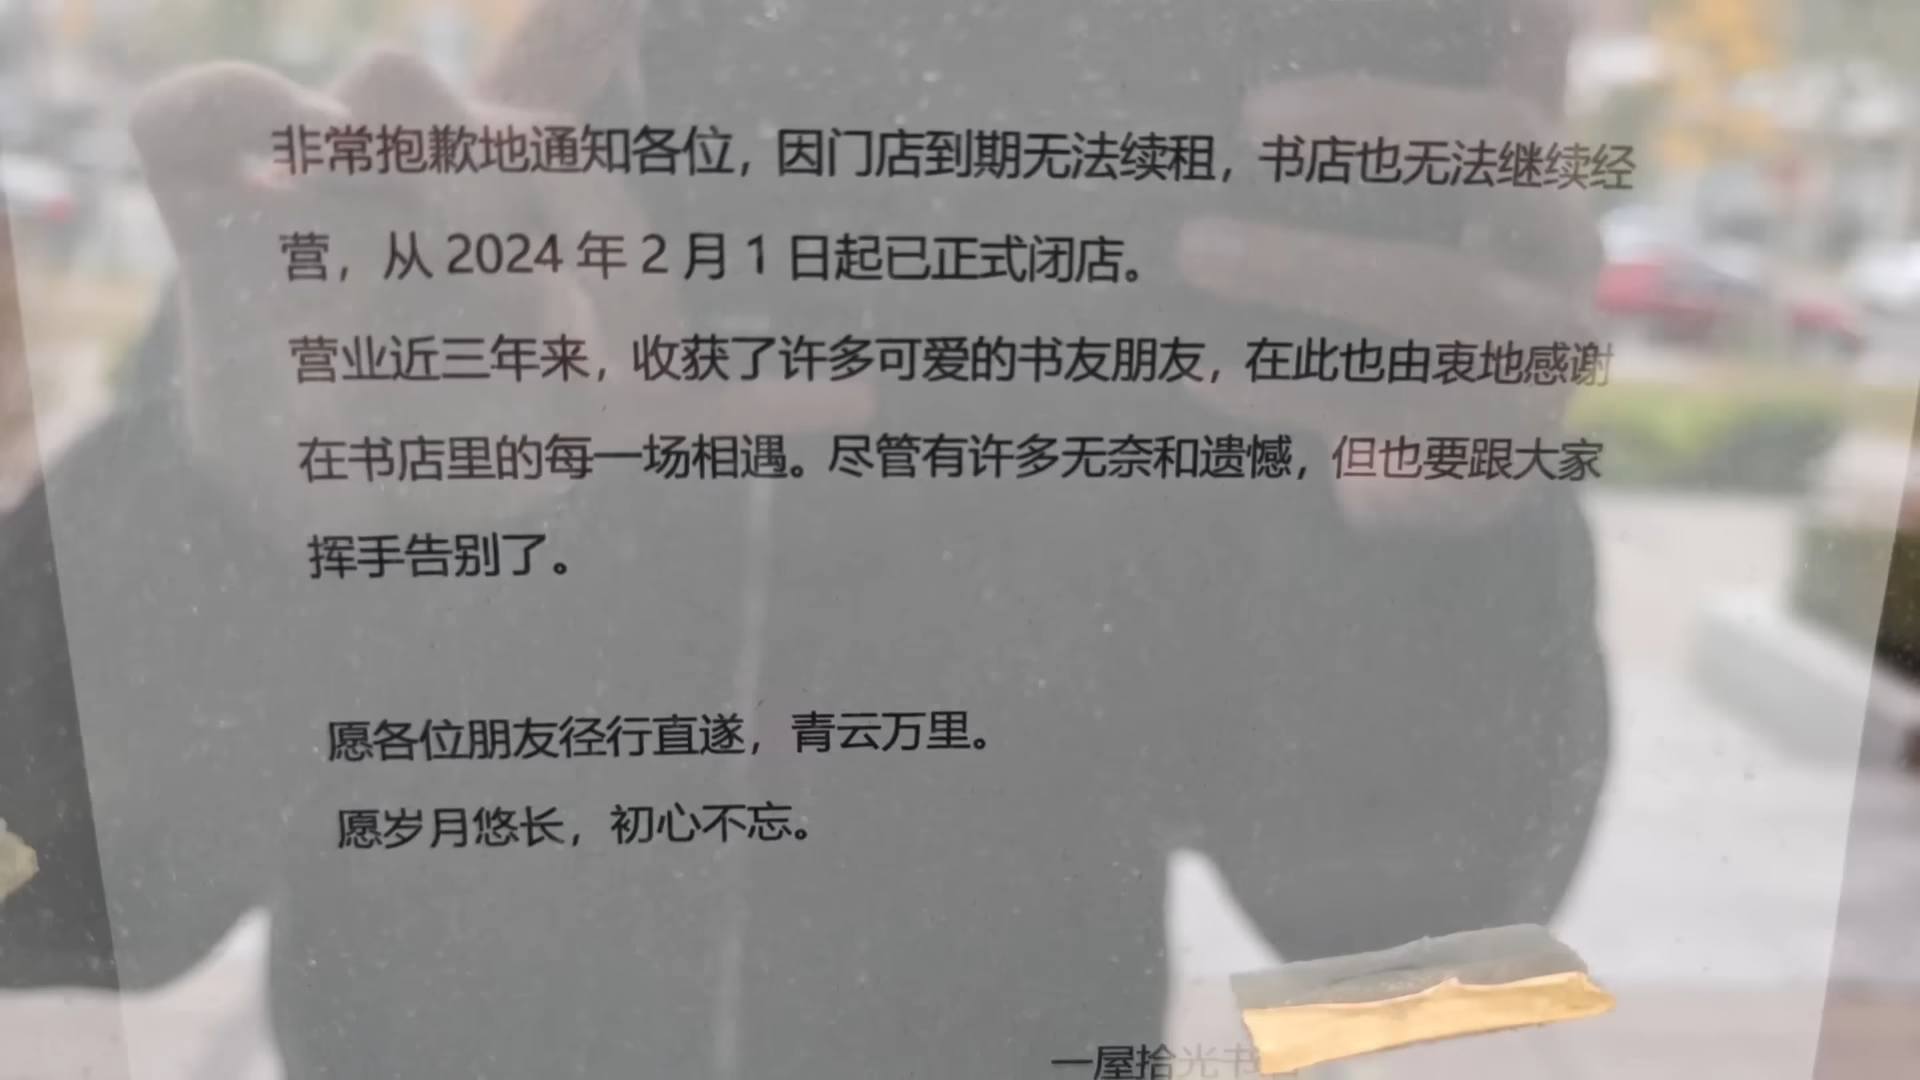 非常抱歉地通知各位，因门店到期无法续租，书店也无法继续经
营，从 2024 年 2 月 1 日起已正式闭店。
营业近三年来，收获了许多可爱的书友朋友，在此也由衷地感谢
在书店里的每一场相遇。尽管有许多无奈和遗憾，但也要跟大家
挥手告别了。
愿各位朋友径行直遂，青云万里。
愿岁月悠长，初心不忘。
一屋拾光书